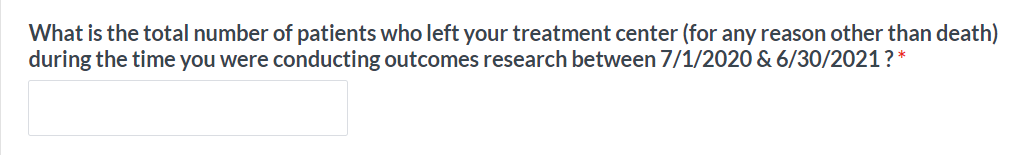 What is the total number of patients who left your treatment center (for any reason other than death)
during the time you were conducting outcomes research between 7/1/2020 & 6/30/2021 ? *